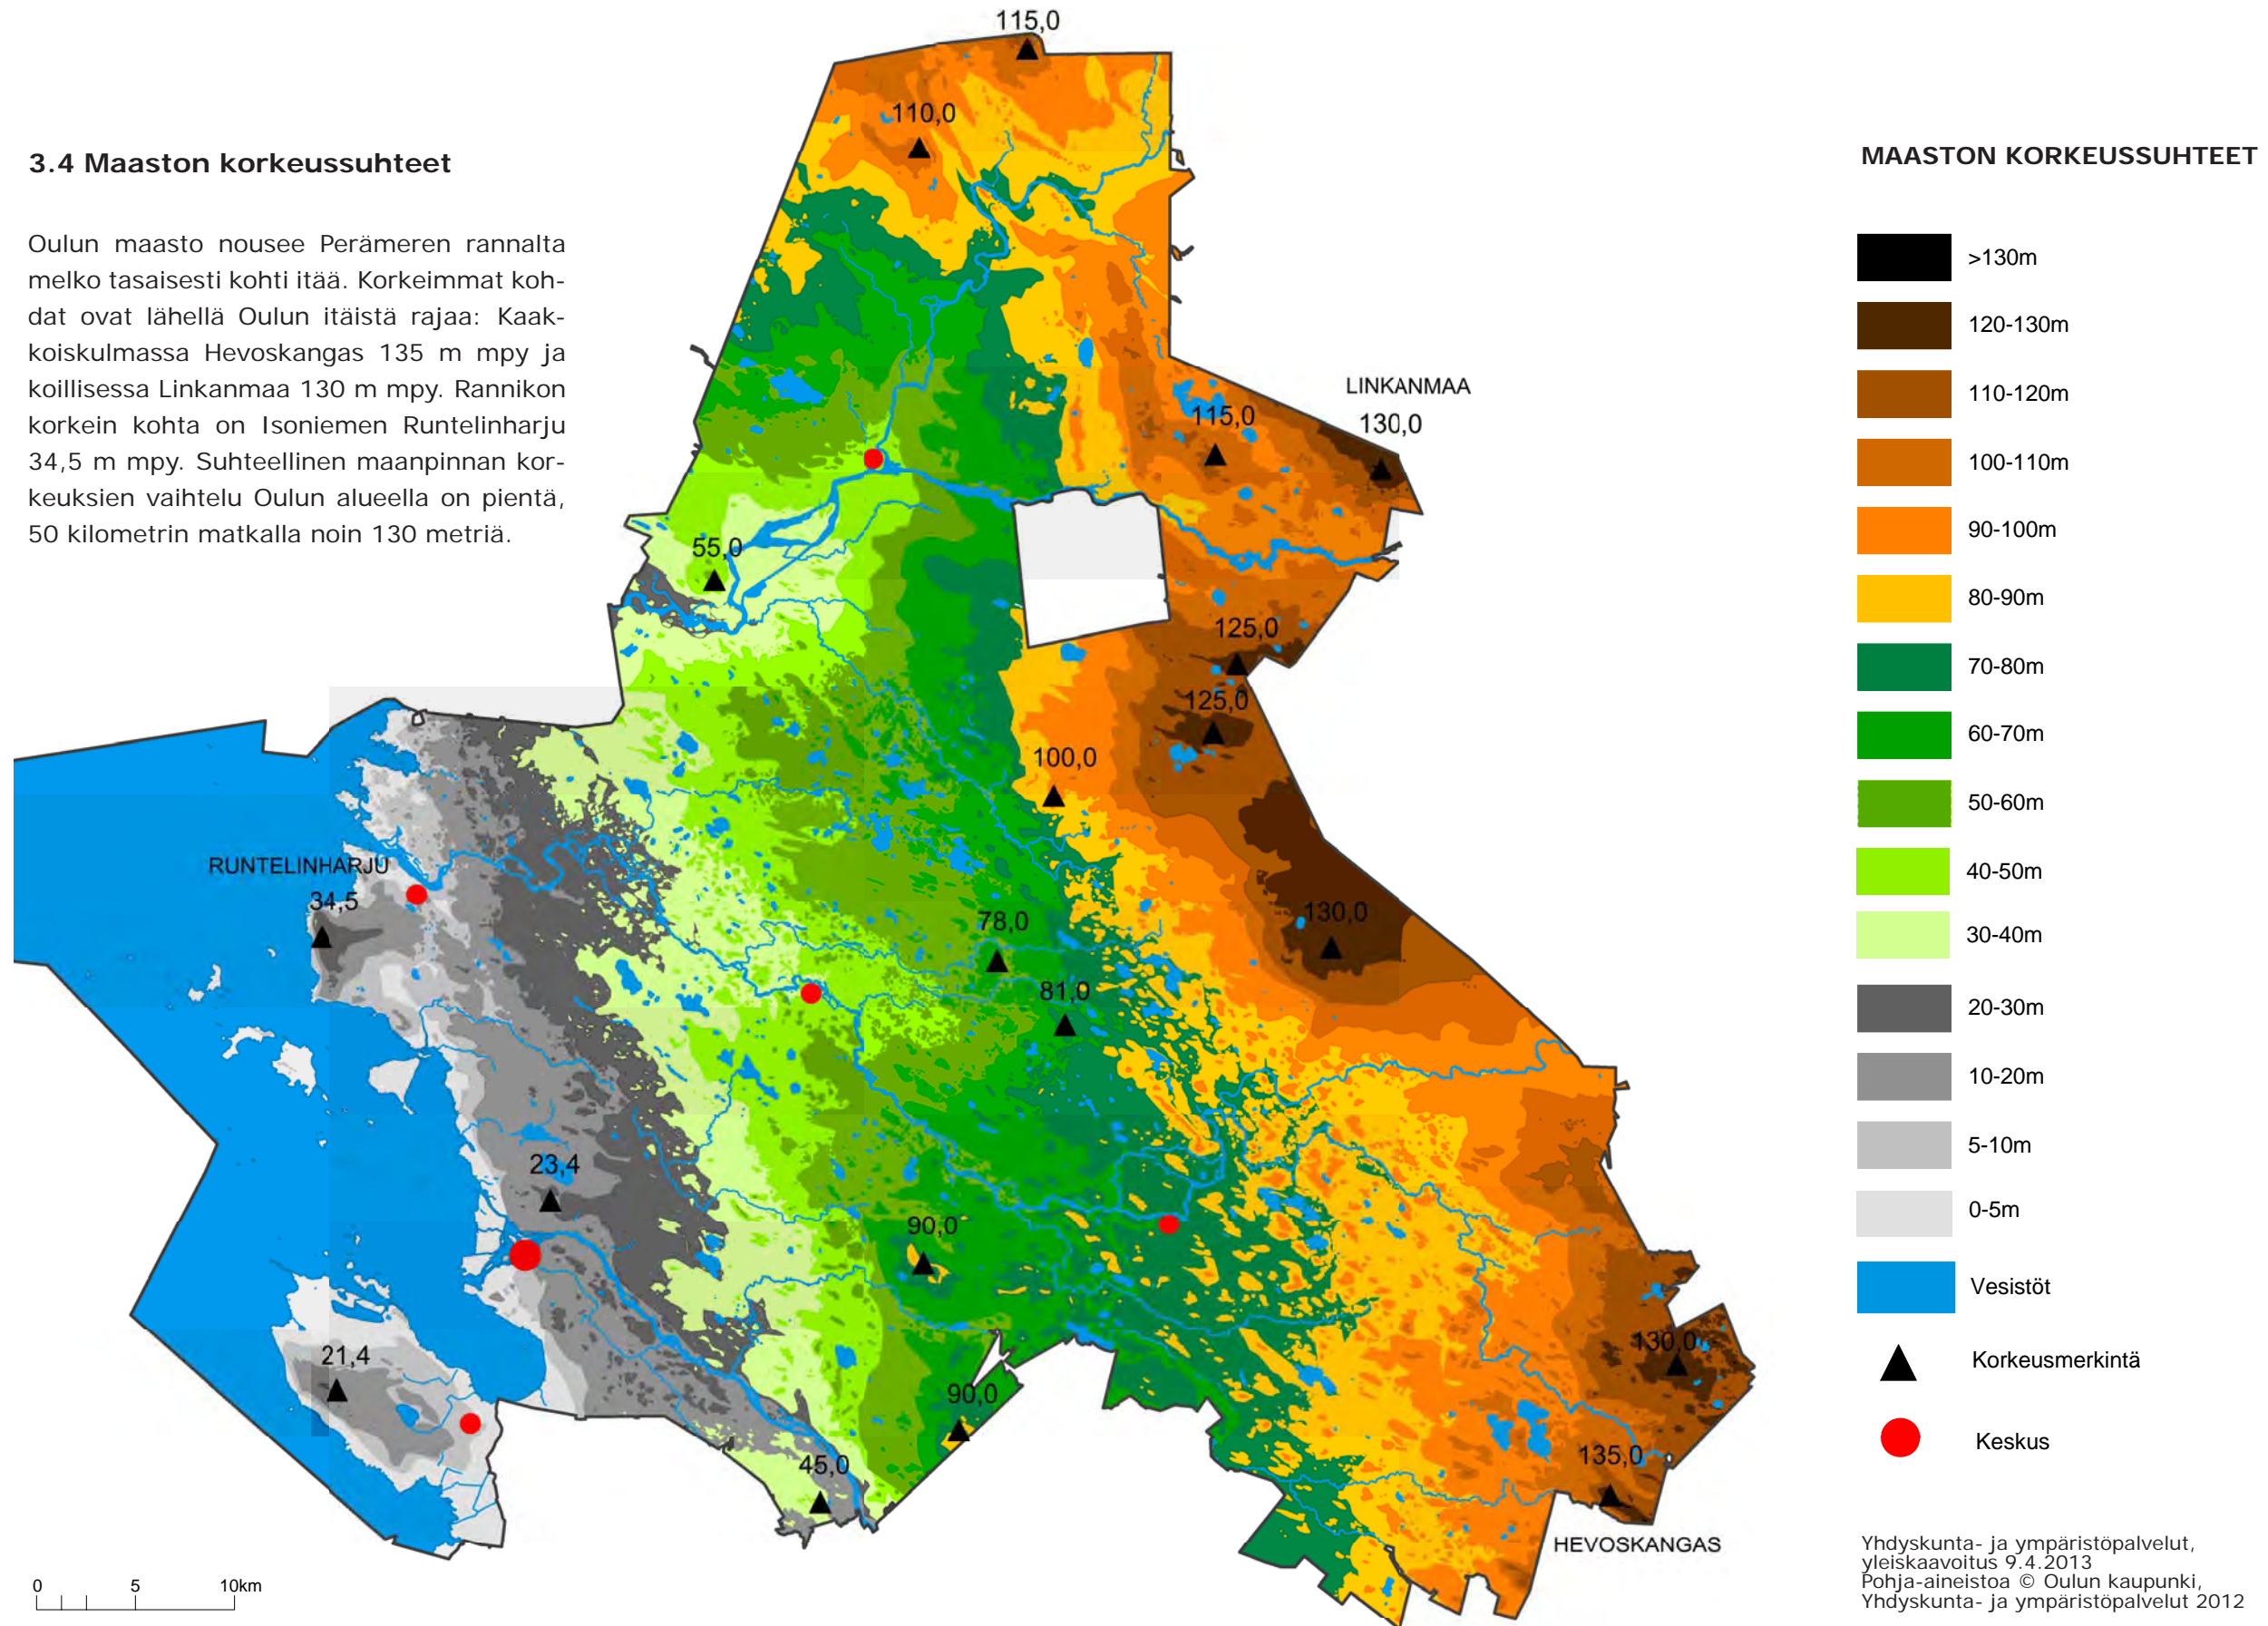 3.4 Maaston korkeussuhteet
Oulun maasto nousee Perämeren rannalta
melko tasaisesti kohti itää. Korkeimmat koh-
dat ovat lähellä Oulun itäistä rajaa: Kaak-
koiskulmassa Hevoskangas 135 m mpy ja
koillisessa Linkanmaa 130 m mpy. Rannikon
korkein kohta on Isoniemen Runtelinharju
34,5 m mpy. Suhteellinen maanpinnan kor-
keuksien vaihtelu Oulun alueella on pientä,
50 kilometrin matkalla noin 130 metriä.
115,0
110,0
LINKANMAA
130,0
115,0
55,0
125,0
125,0
100,0
RUNTELINHARJU
34,5
130,0
78,0
81,0
23,4
90,0
130,0
21,4
90,0
135,0
45,0
HEVOSKANGAS
0 5 10km
MAASTON KORKEUSSUHTEET
>130m
120-130m
110-120m
100-110m
90-100m
80-90m
70-80m
60-70m
50-60m
40-50m
30-40m
20-30m
10-20m
5-10m
0-5m
Vesistöt
Korkeusmerkintä
Keskus
Yhdyskunta- ja ympäristöpalvelut,
yleiskaavoitus 9.4.2013
Pohja-aineistoa © Oulun kaupunki,
Yhdyskunta- ja ympäristöpalvelut 2012